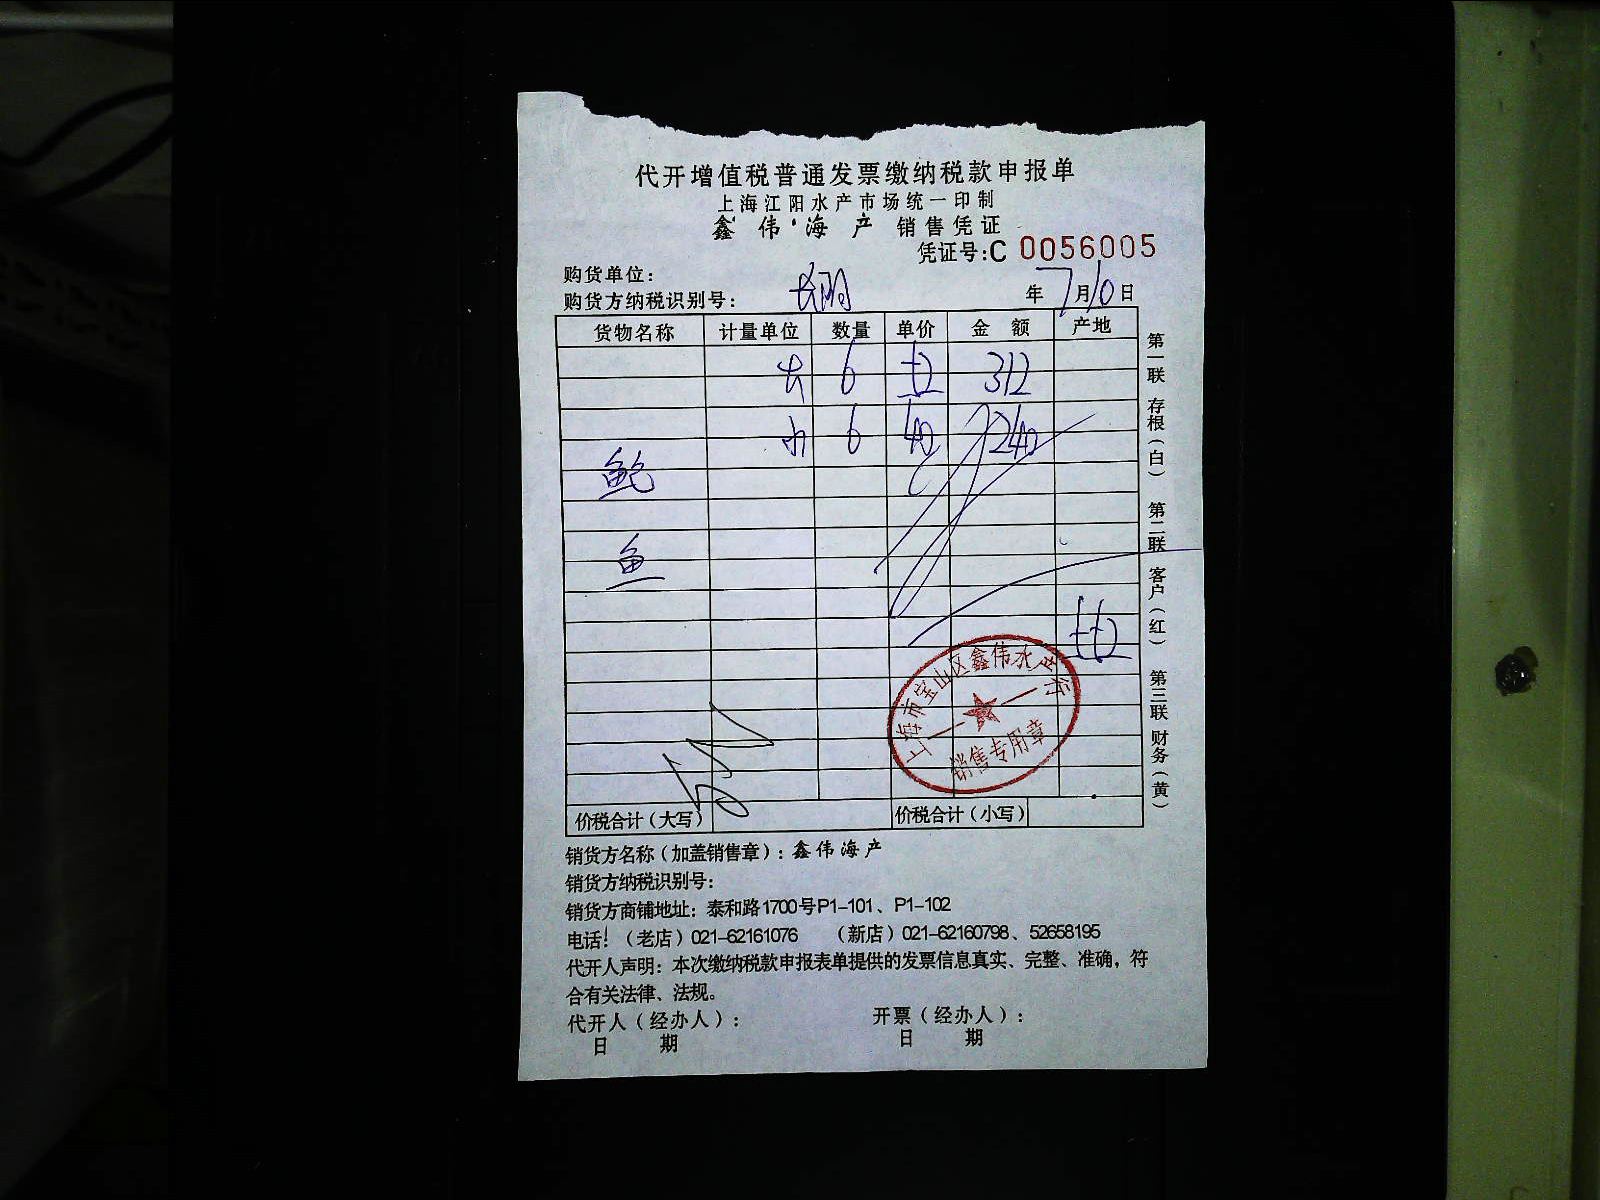 代开增值税普通发票缴纳税款申报单
上海江阳水产市场统一印制
鑫伟海产 销售凭证
凭证号:C 0056005
购货单位：
购货方纳税识别号：
年 7月10日
货物名称 计量单位 数量 单价 金额 产地
大 6 312
小 6 40 240
鲍
鱼
价税合计（大写） 价税合计（小写）
第一联 存根（白） 第二联 客户（红） 第三联 财务（黄）
上海市宝山区鑫伟水产行
销售专用章
销货方名称（加盖销售章）：鑫伟海产
销货方纳税识别号：
销货方商铺地址：泰和路1700号P1-101、P1-102
电话：（老店）021-62161076 （新店）021-62160798、52658195
代开人声明：本次缴纳税款申报表单提供的发票信息真实、完整、准确，符
合有关法律、法规。
代开人（经办人）： 开票（经办人）：
日 期 日 期